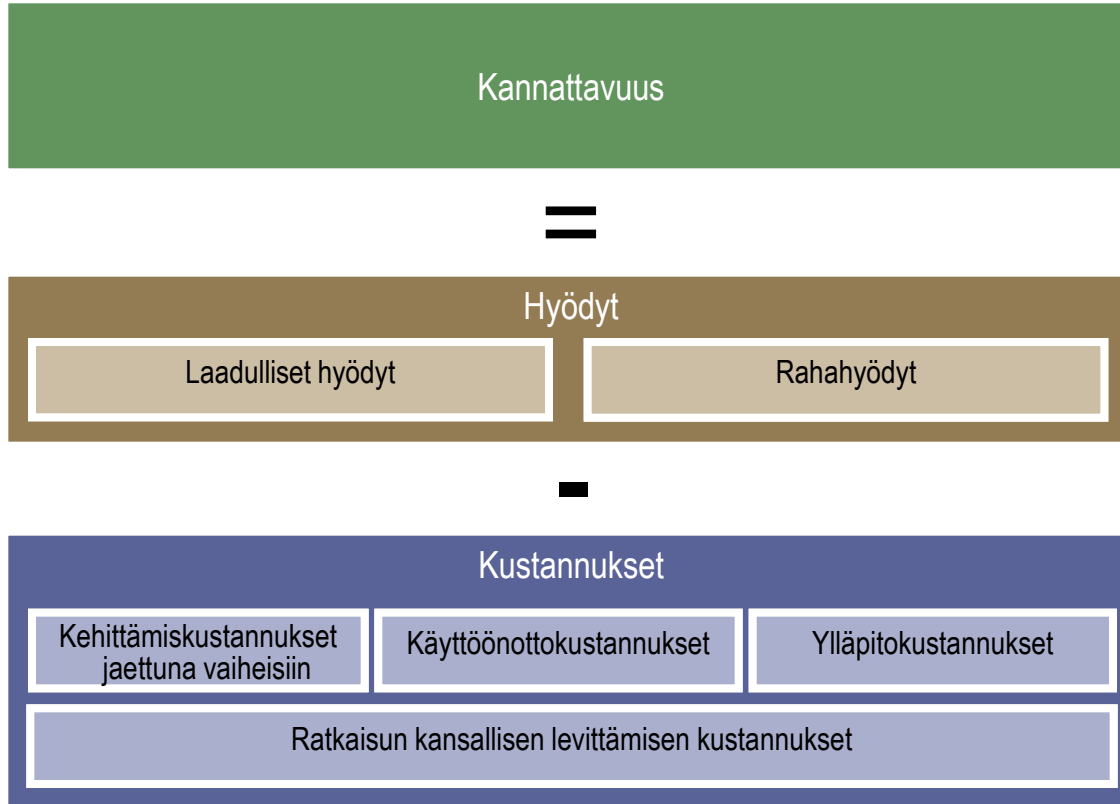 Kannattavuus
=
Hyödyt
Laadulliset hyödyt
Rahahyödyt
-
Kustannukset
Kehittämiskustannukset
jaettuna vaiheisiin
Käyttöönottokustannukset
Ylläpitokustannukset
Ratkaisun kansallisen levittämisen kustannukset